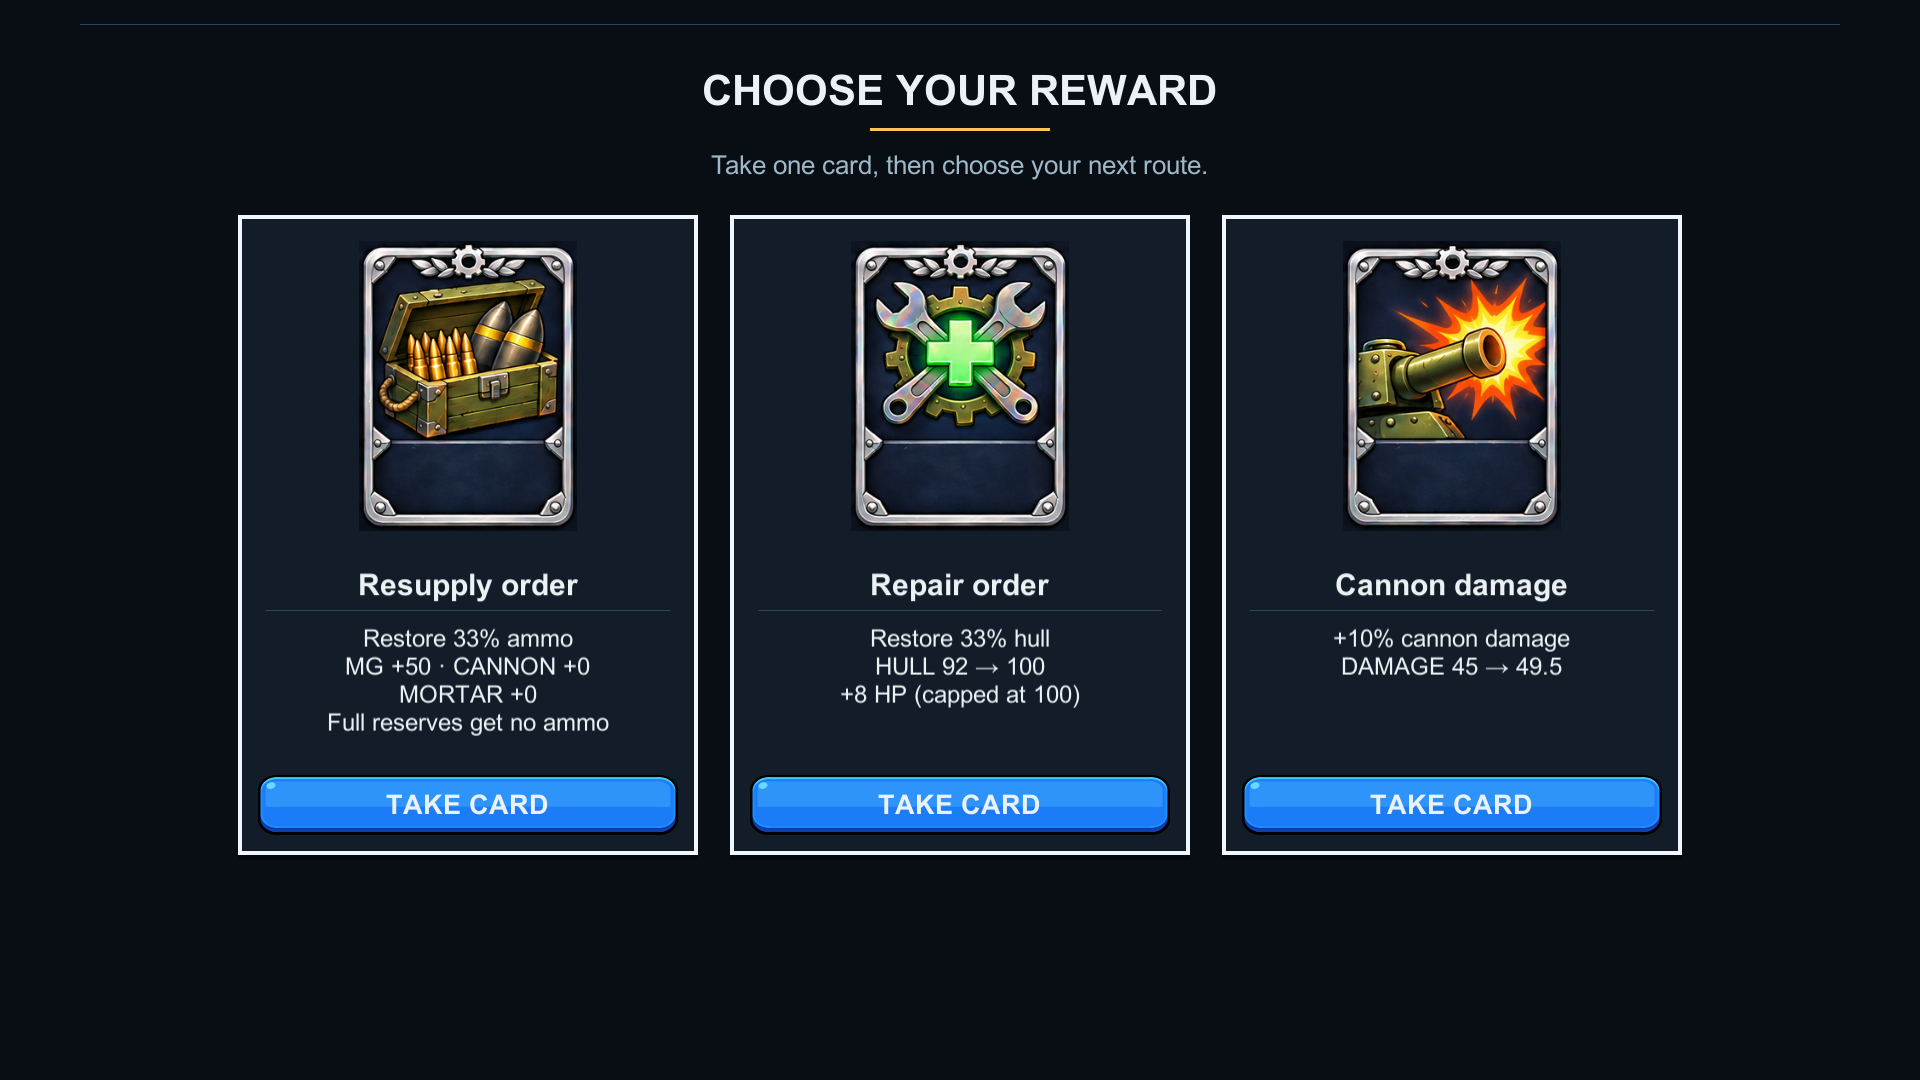 CHOOSE YOUR REWARD
Take one card, then choose your next route.
Resupply order
Restore 33% ammo
MG +50 · CANNON +0
MORTAR +0
Full reserves get no ammo
TAKE CARD
Repair order
Restore 33% hull
HULL 92 → 100
+8 HP (capped at 100)
TAKE CARD
Cannon damage
+10% cannon damage
DAMAGE 45 → 49.5
TAKE CARD